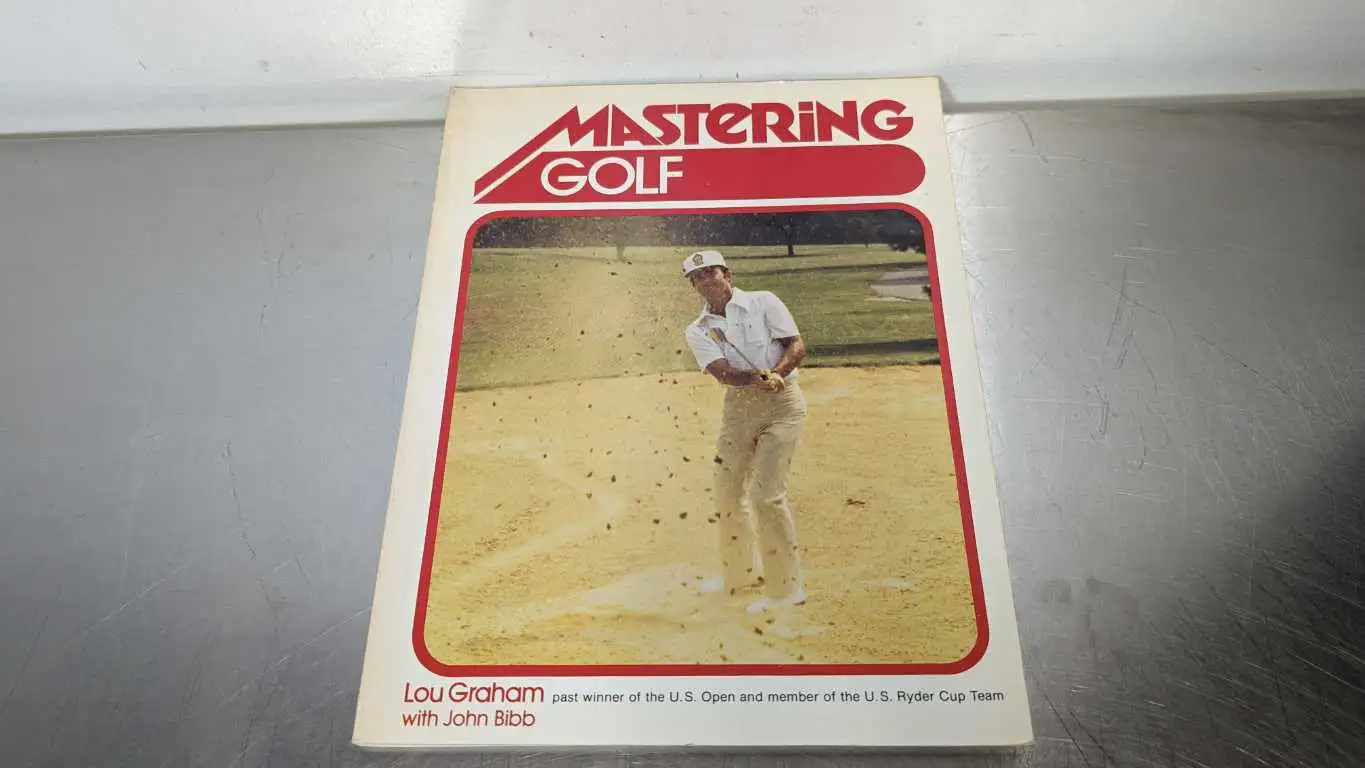 MASTERiNG
GOLF
Lou Graham past winner of the U.S. Open and member of the U.S. Ryder Cup Team
with John Bibb